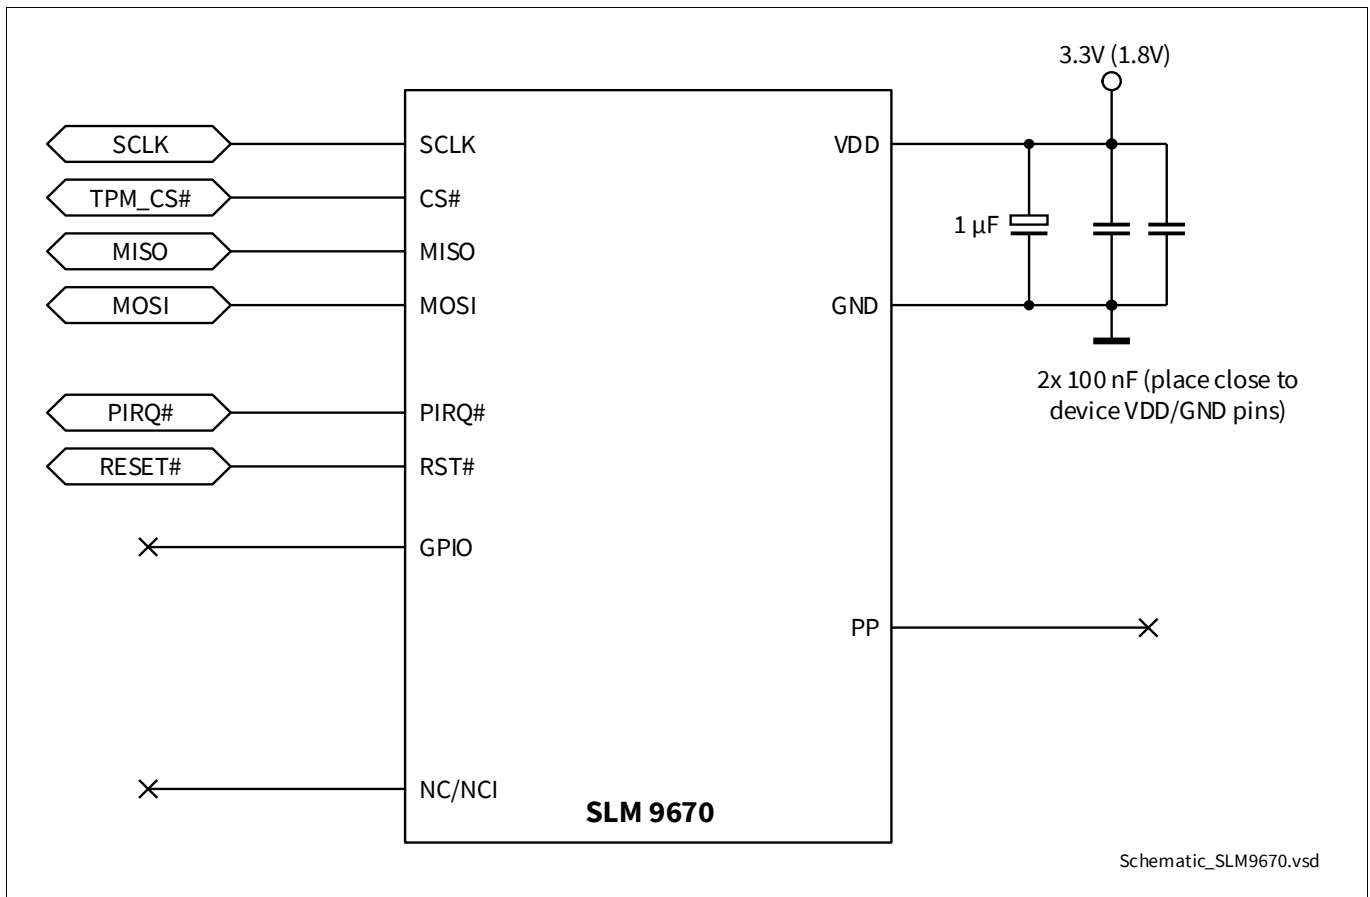 3.3V (1.8V)
SCLK
SCLK
VDD
TPM_CS#
CS#
1 µF
MISO
MISO
MOSI
MOSI
GND
2x 100 nF (place close to
device VDD/GND pins)
PIRQ#
PIRQ#
RESET#
RST#
GPIO
PP
NC/NCI
SLM 9670
Schematic_SLM9670.vsd